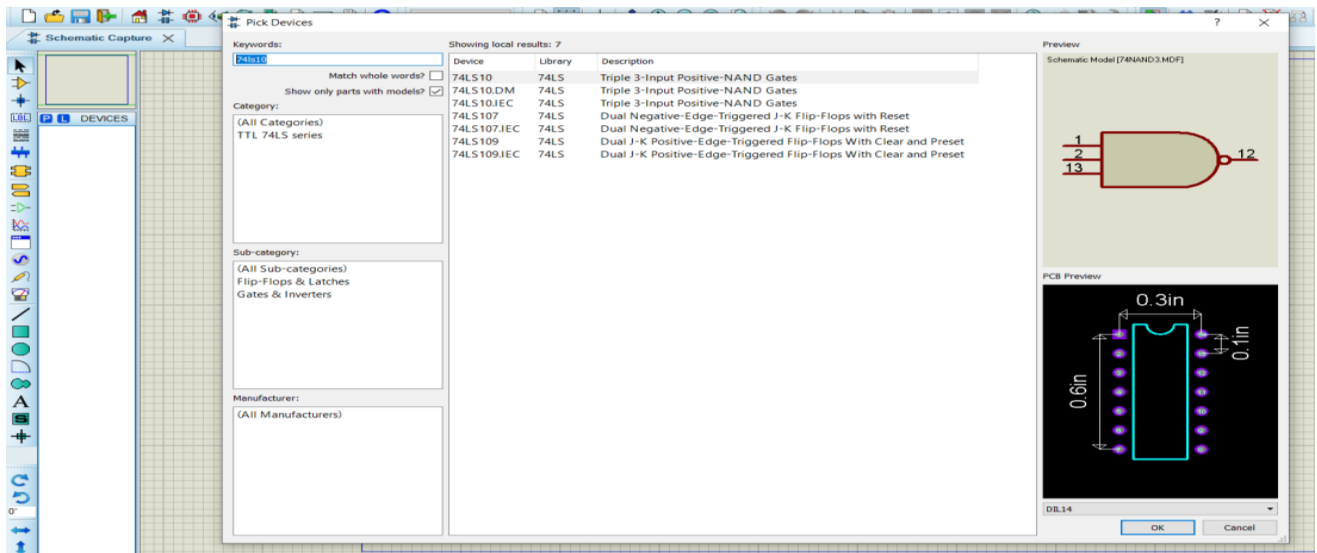 Pick Devices
? ×
Schematic Capture ×
Keywords:
74ls10
Match whole words?
Show only parts with models?
Category:
(All Categories)
TTL 74LS series
Sub-category:
(All Sub-categories)
Flip-Flops & Latches
Gates & Inverters
Manufacturer:
(All Manufacturers)
Showing local results: 7
Device Library Description
74LS10 74LS Triple 3-Input Positive-NAND Gates
74LS10.DM 74LS Triple 3-Input Positive-NAND Gates
74LS10.IEC 74LS Triple 3-Input Positive-NAND Gates
74LS107 74LS Dual Negative-Edge-Triggered J-K Flip-Flops with Reset
74LS107.IEC 74LS Dual Negative-Edge-Triggered J-K Flip-Flops with Reset
74LS109 74LS Dual J-K Positive-Edge-Triggered Flip-Flops With Clear and Preset
74LS109.IEC 74LS Dual J-K Positive-Edge-Triggered Flip-Flops With Clear and Preset
Preview
Schematic Model [74NAND3.MDF]
1
2
13
12
PCB Preview
0.3in
0.1in
0.6in
DIL14
OK Cancel
LBL
P L DEVICES
A
S
0°